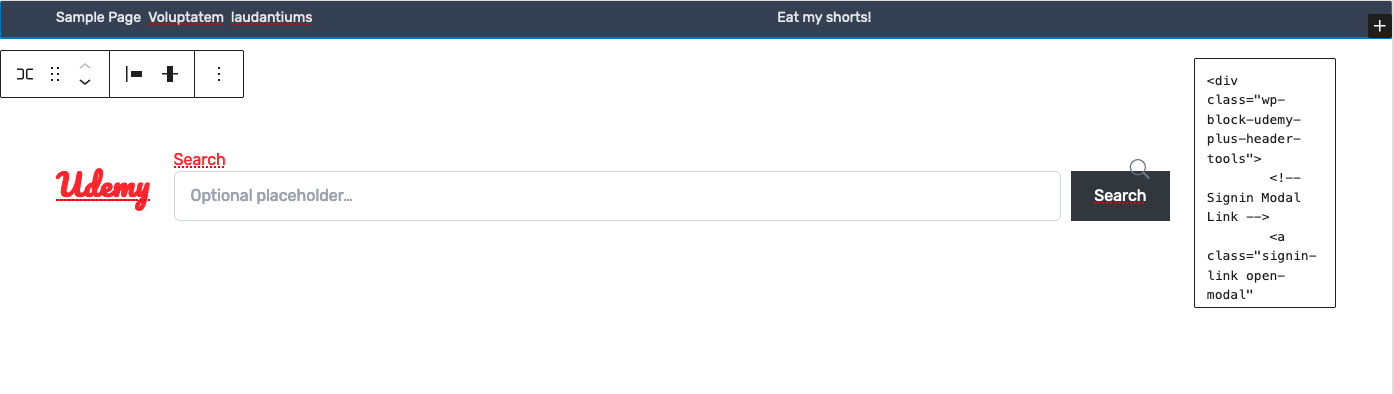 Sample Page Voluptatem laudantiums
Eat my shorts!
Search
Udemy
Optional placeholder…
Search
<div
class="wp-
block-udemy-
plus-header-
tools">
<!--
Signin Modal
Link -->
<a
class="signin-
link open-
modal"